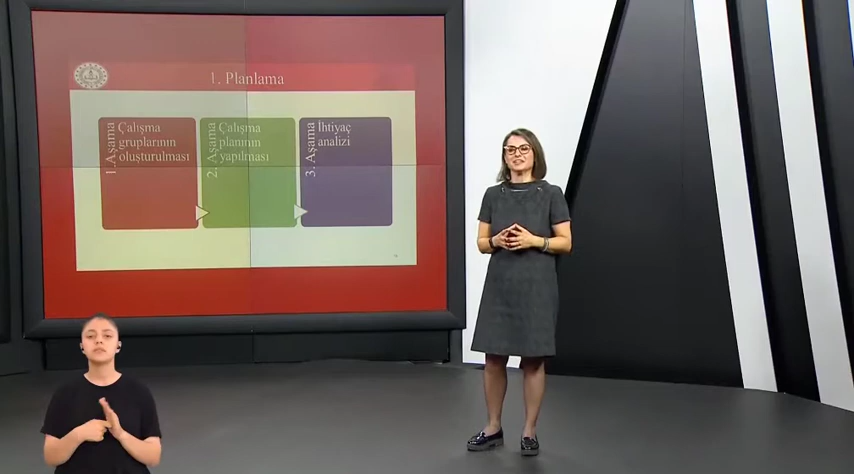 1. Planlama
1. Aşama
Çalışma
gruplarının
oluşturulması
2. Aşama
Çalışma
planının
yapılması
3. Aşama
İhtiyaç
analizi